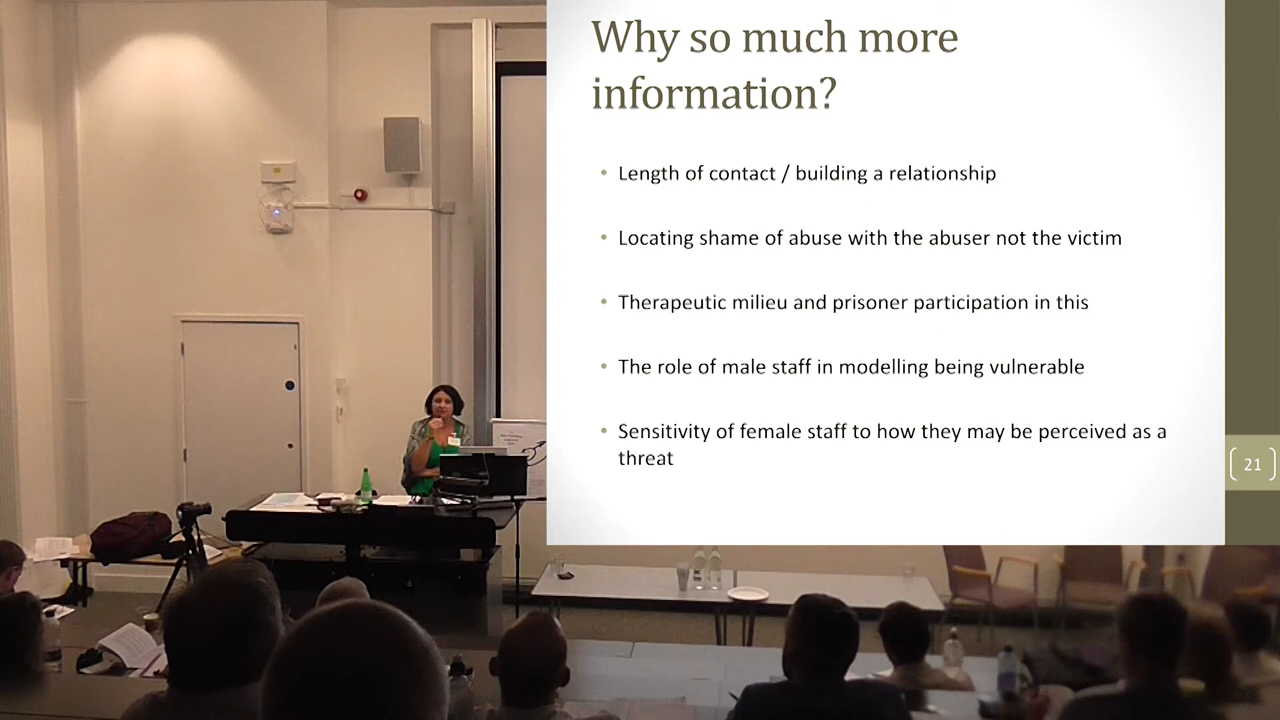 Why so much more
information?
• Length of contact / building a relationship
• Locating shame of abuse with the abuser not the victim
• Therapeutic milieu and prisoner participation in this
• The role of male staff in modelling being vulnerable
• Sensitivity of female staff to how they may be perceived as a
threat
21